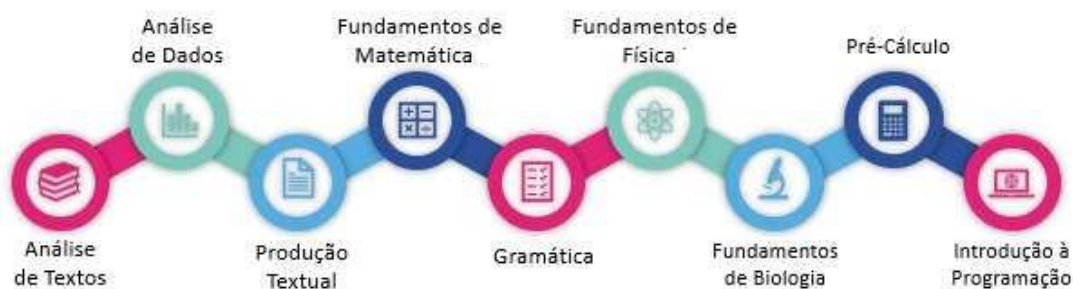 Análise
de Dados
Fundamentos de
Matemática
Fundamentos de
Física
Pré-Cálculo
Análise
de Textos
Produção
Textual
Gramática
Fundamentos
de Biologia
Introdução à
Programação